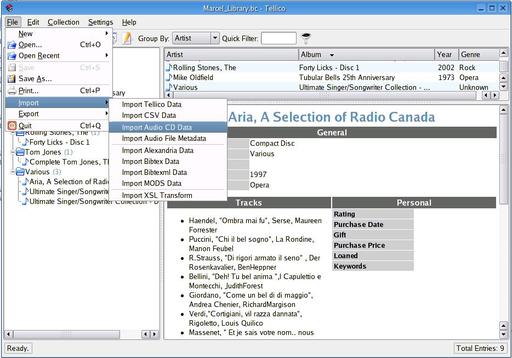 Marcel_Library.bc - Tellico
File Edit Collection Settings Help
New
Open... Ctrl+O
Open Recent
Save Ctrl+S
Save As...
Print... Ctrl+P
Import
Export
Quit Ctrl+Q
Import Tellico Data
Import CSV Data
Import Audio CD Data
Import Audio File Metadata
Import Alexandria Data
Import Bibtex Data
Import Bibtexml Data
Import MODS Data
Import XSL Transform
Group By: Artist Quick Filter:
Artist Album Year Genre
Rolling Stones, The Forty Licks - Disc 1 2002 Rock
Mike Oldfield Tubular Bells 25th Anniversary 1973 Opera
Various Ultimate Singer/Songwriter Collection - ... Various
Rolling Stones, The (1)
Forty Licks - Disc 1
Tom Jones (1)
Complete Tom Jones, Th
Various (3)
Aria, A Selection of Radio
Ultimate Singer/Songwriter Collection - D
Ultimate Singer/Songwriter Collection - D
Aria, A Selection of Radio Canada
General
Compact Disc
Various
1997
Opera
Tracks
Haendel, "Ombra mai fu", Serse, Maureen
Forrester
Puccini, "Chi il bel sogno", La Rondine,
Manon Feubel
R.Strauss, "Di rigori armato il seno" , Der
Rosenkavalier, BenHeppner
Bellini, "Deh! Tu bel anima ",I Capulettio e
Montecchi, JudithForest
Giordano, "Come un bel di di maggio",
Andrea Chenier, RichardMargison
Verdi,"Cortigiani, vil razza dannata",
Rigoletto, Louis Quilico
Massenet, " Et je sais votre nom.. nous
Personal
Rating
Purchase Date
Gift
Purchase Price
Loaned
Keywords
Ready.
Total Entries: 9